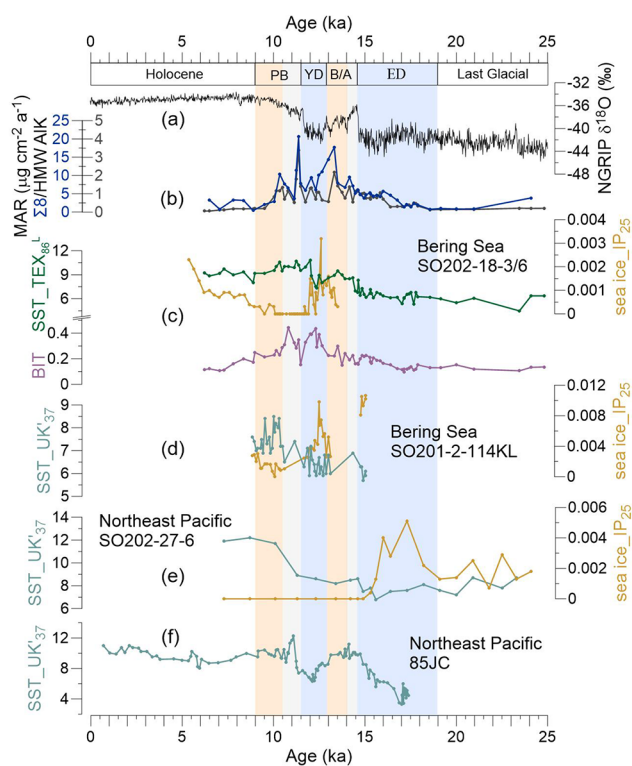 Age (ka)
0 5 10 15 20 25
Holocene PB YD B/A ED Last Glacial
-32
-36
-40
-44
-48
NGRIP δ18O (‰)
(a)
MAR (μg cm-2 a-1)
Σ8/HMW Alk
25
20
15
10
5
0
5
4
3
2
1
0
(b)
SST_TEX86L
12
9
6
0.004
0.003
0.002
0.001
0
sea ice_IP25
Bering Sea
SO202-18-3/6
(c)
BIT
0.4
0.2
0
SST_UK'37
9
8
7
6
5
(d)
Bering Sea
SO201-2-114KL
0.012
0.008
0.004
0
sea ice_IP25
Northeast Pacific
SO202-27-6
SST_UK'37
14
12
10
8
6
(e)
0.006
0.004
0.002
0
sea ice_IP25
(f)
SST_UK'37
12
8
4
Northeast Pacific
85JC
0 5 10 15 20 25
Age (ka)